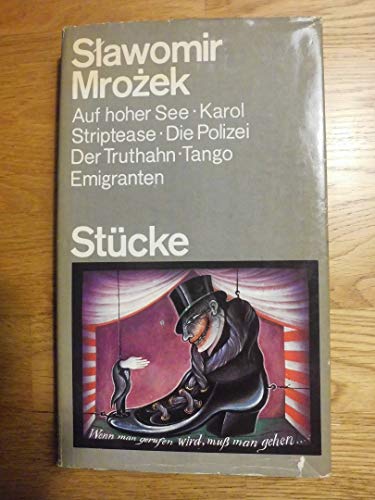 Sławomir
Mrożek
Auf hoher See · Karol
Striptease · Die Polizei
Der Truthahn · Tango
Emigranten
Stücke
Wenn man gerufen wird, muß man gehen...